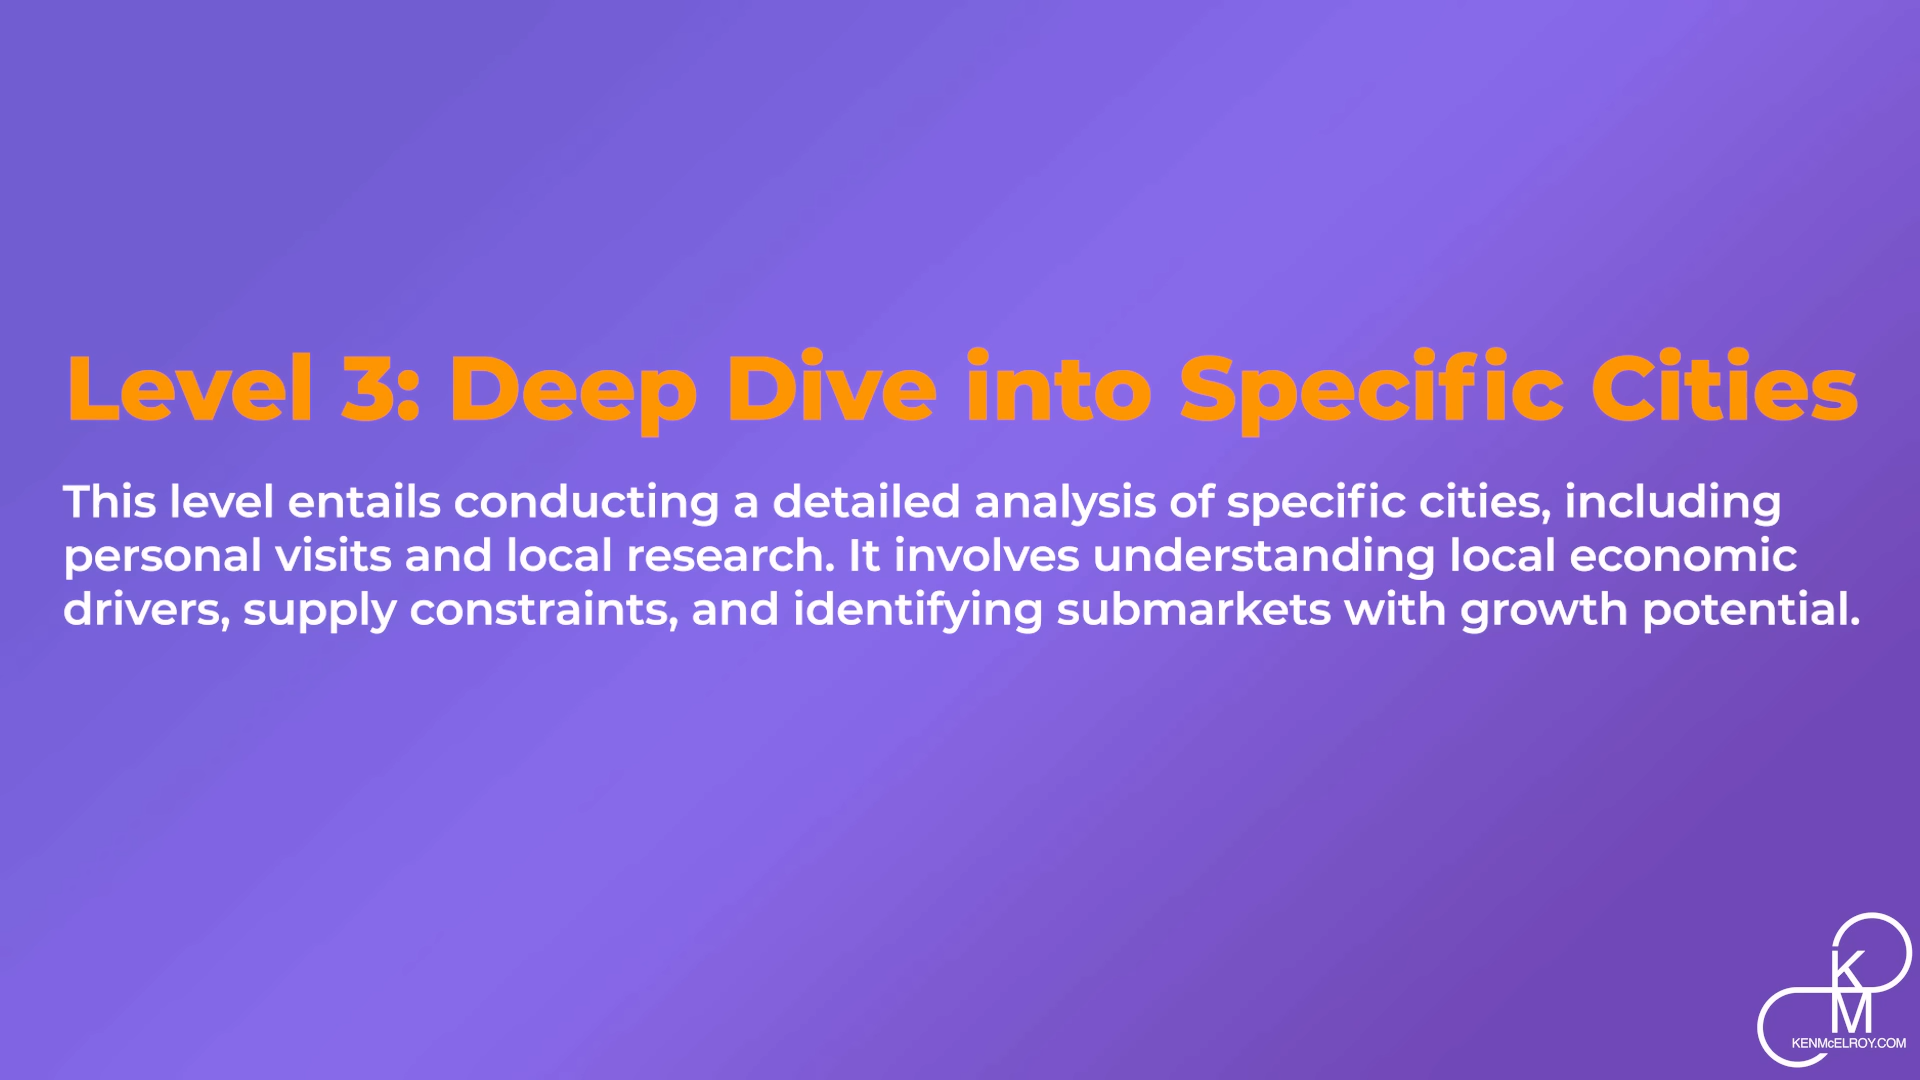 Level 3: Deep Dive into Specific Cities
This level entails conducting a detailed analysis of specific cities, including
personal visits and local research. It involves understanding local economic
drivers, supply constraints, and identifying submarkets with growth potential.
K
M
KENMcELROY.COM